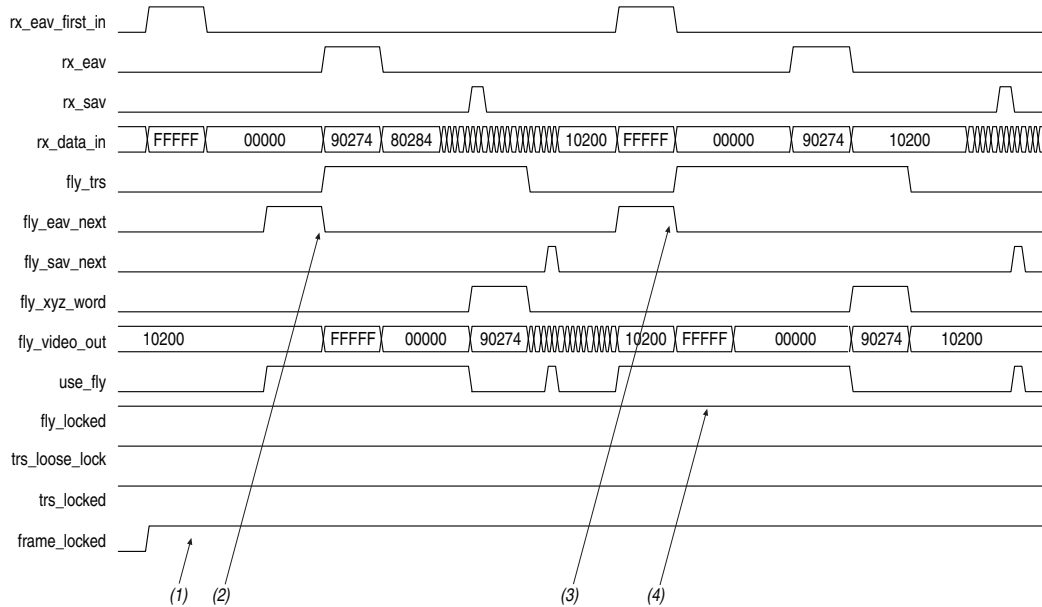 rx_eav_first_in
rx_eav
rx_sav
rx_data_in FFFFF 00000 90274 80284 10200 FFFFF 00000 90274 10200
fly_trs
fly_eav_next
fly_sav_next
fly_xyz_word
fly_video_out 10200 FFFFF 00000 90274 10200 FFFFF 00000 90274 10200
use_fly
fly_locked
trs_loose_lock
trs_locked
frame_locked
(1) (2) (3) (4)